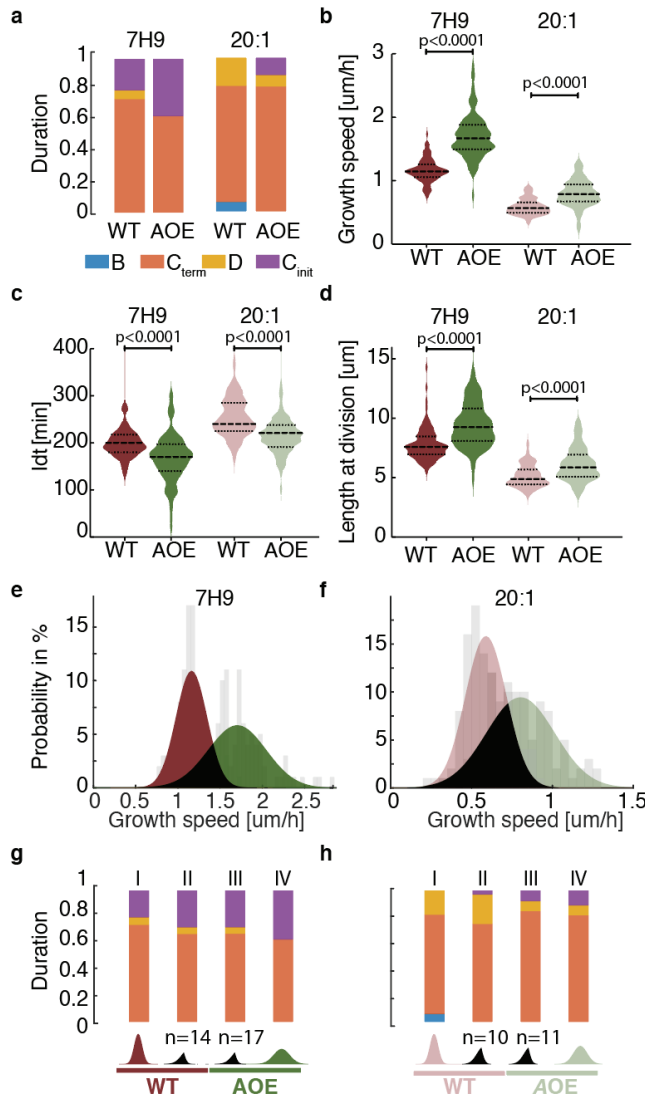 a
7H9
20:1
Duration
1
0.8
0.6
0.4
0.2
0
WT AOE WT AOE
B C_term D C_init
b
7H9
20:1
p<0.0001
p<0.0001
Growth speed [um/h]
3
2
1
0
WT AOE WT AOE
c
7H9
20:1
p<0.0001
p<0.0001
Idt [min]
400
300
200
100
0
WT AOE WT AOE
d
7H9
20:1
p<0.0001
p<0.0001
Length at division [um]
15
10
5
0
WT AOE WT AOE
e
7H9
Probability in %
15
10
5
0
0 0.5 1 1.5 2 2.5
Growth speed [um/h]
f
20:1
15
10
5
0
0 0.5 1 1.5
Growth speed [um/h]
g
I II III IV
Duration
1
0.8
0.6
0.4
0.2
0
n=14 n=17
WT AOE
h
I II III IV
n=10 n=11
WT AOE